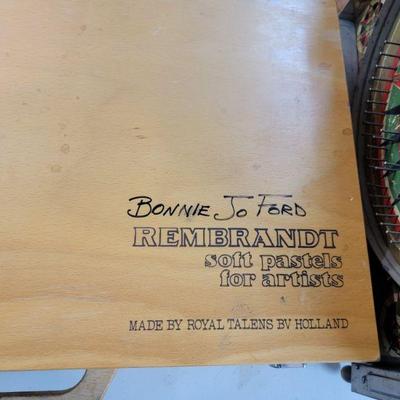 BONNIE JO FORD
REMBRANDT
soft pastels
for artists
MADE BY ROYAL TALENS BV HOLLAND